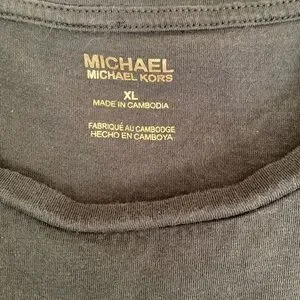 MICHAEL
MICHAEL KORS
XL
MADE IN CAMBODIA
FABRIQUÉ AU CAMBODGE
HECHO EN CAMBOYA